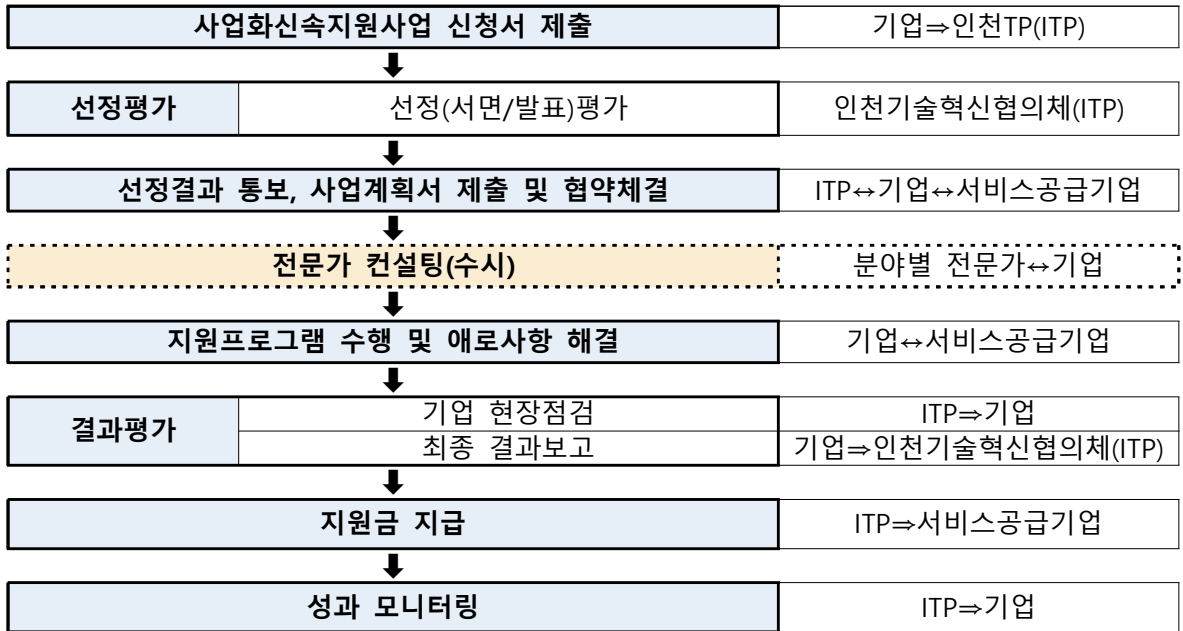 사업화신속지원사업 신청서 제출 기업⇒인천TP(ITP)
선정평가 선정(서면/발표)평가 인천기술혁신협의체(ITP)
선정결과 통보, 사업계획서 제출 및 협약체결 ITP↔기업↔서비스공급기업
전문가 컨설팅(수시) 분야별 전문가↔기업
지원프로그램 수행 및 애로사항 해결 기업↔서비스공급기업
결과평가 기업 현장점검 ITP⇒기업
최종 결과보고 기업⇒인천기술혁신협의체(ITP)
지원금 지급 ITP⇒서비스공급기업
성과 모니터링 ITP⇒기업